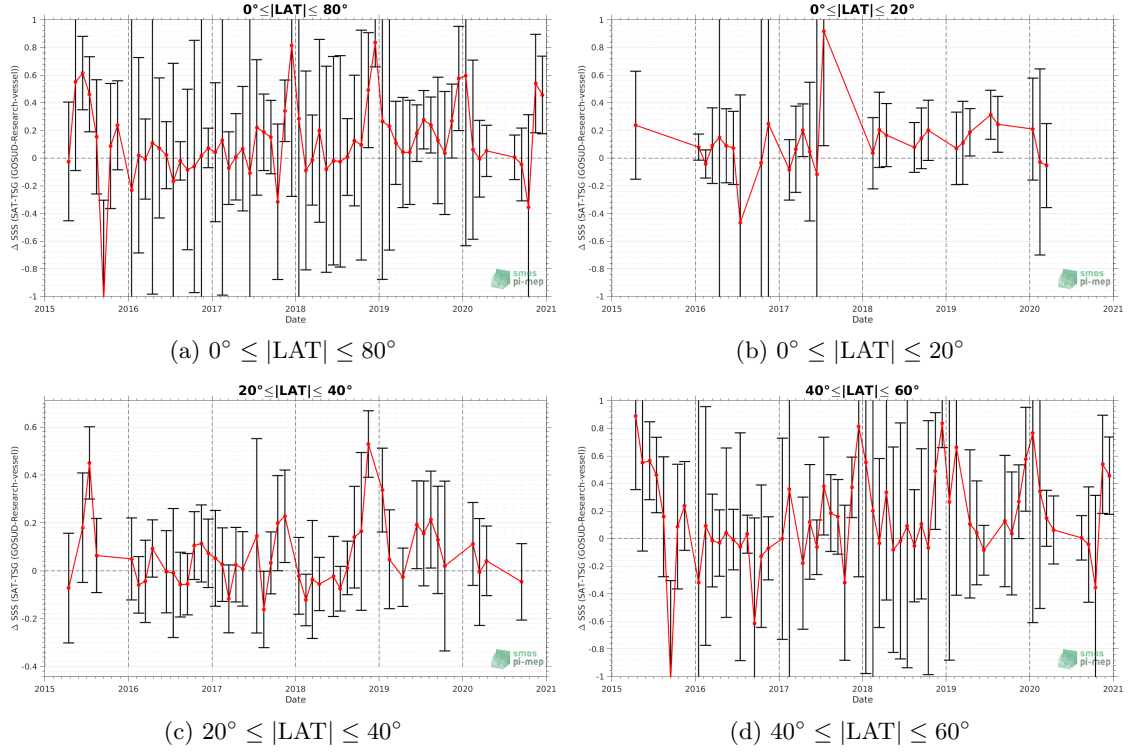 0°≤|LAT|≤ 80°
Δ SSS (SAT-TSG (GOSUD-Research-vessel))
1
0.8
0.6
0.4
0.2
0
-0.2
-0.4
-0.6
-0.8
-1
2015 2016 2017 2018 2019 2020 2021
Date
smos
pi-mep
(a) 0° ≤ |LAT| ≤ 80°
0°≤|LAT|≤ 20°
Δ SSS (SAT-TSG (GOSUD-Research-vessel))
1
0.8
0.6
0.4
0.2
0
-0.2
-0.4
-0.6
-0.8
-1
2015 2016 2017 2018 2019 2020 2021
Date
smos
pi-mep
(b) 0° ≤ |LAT| ≤ 20°
20°≤|LAT|≤ 40°
Δ SSS (SAT-TSG (GOSUD-Research-vessel))
0.6
0.4
0.2
0
-0.2
-0.4
2015 2016 2017 2018 2019 2020 2021
Date
smos
pi-mep
(c) 20° ≤ |LAT| ≤ 40°
40°≤|LAT|≤ 60°
Δ SSS (SAT-TSG (GOSUD-Research-vessel))
1
0.8
0.6
0.4
0.2
0
-0.2
-0.4
-0.6
-0.8
-1
2015 2016 2017 2018 2019 2020 2021
Date
smos
pi-mep
(d) 40° ≤ |LAT| ≤ 60°